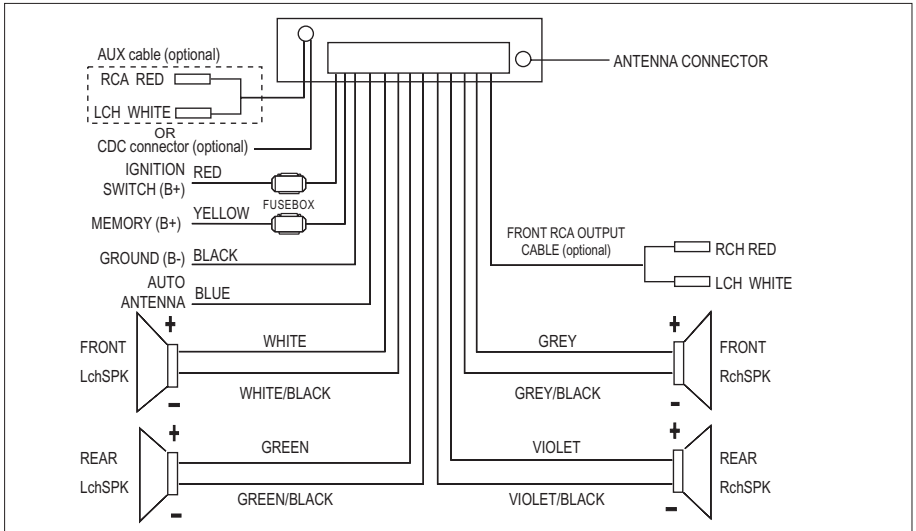 AUX cable (optional)
RCA RED
LCH WHITE
OR
CDC connector (optional)
IGNITION
SWITCH (B+)
RED
FUSEBOX
MEMORY (B+)
YELLOW
GROUND (B-)
BLACK
AUTO
ANTENNA
BLUE
ANTENNA CONNECTOR
FRONT RCA OUTPUT
CABLE (optional)
RCH RED
LCH WHITE
+
FRONT
LchSPK
-
WHITE
WHITE/BLACK
GREY
GREY/BLACK
+
FRONT
RchSPK
-
+
REAR
LchSPK
-
GREEN
GREEN/BLACK
VIOLET
VIOLET/BLACK
+
REAR
RchSPK
-